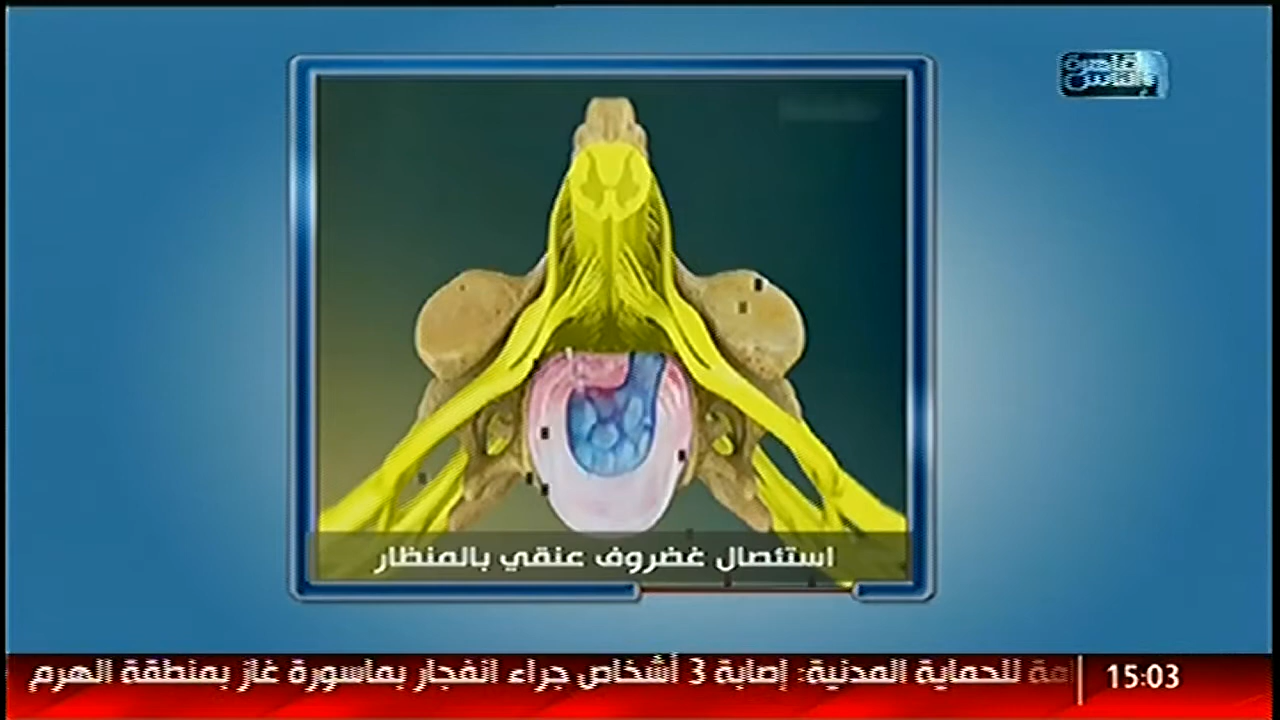 القاهرة
والناس
استئصال غضروف عنقي بالمنظار
للحماية المدنية: إصابة 3 أشخاص جراء انفجار بماسورة غاز بمنطقة الهرم
15:03